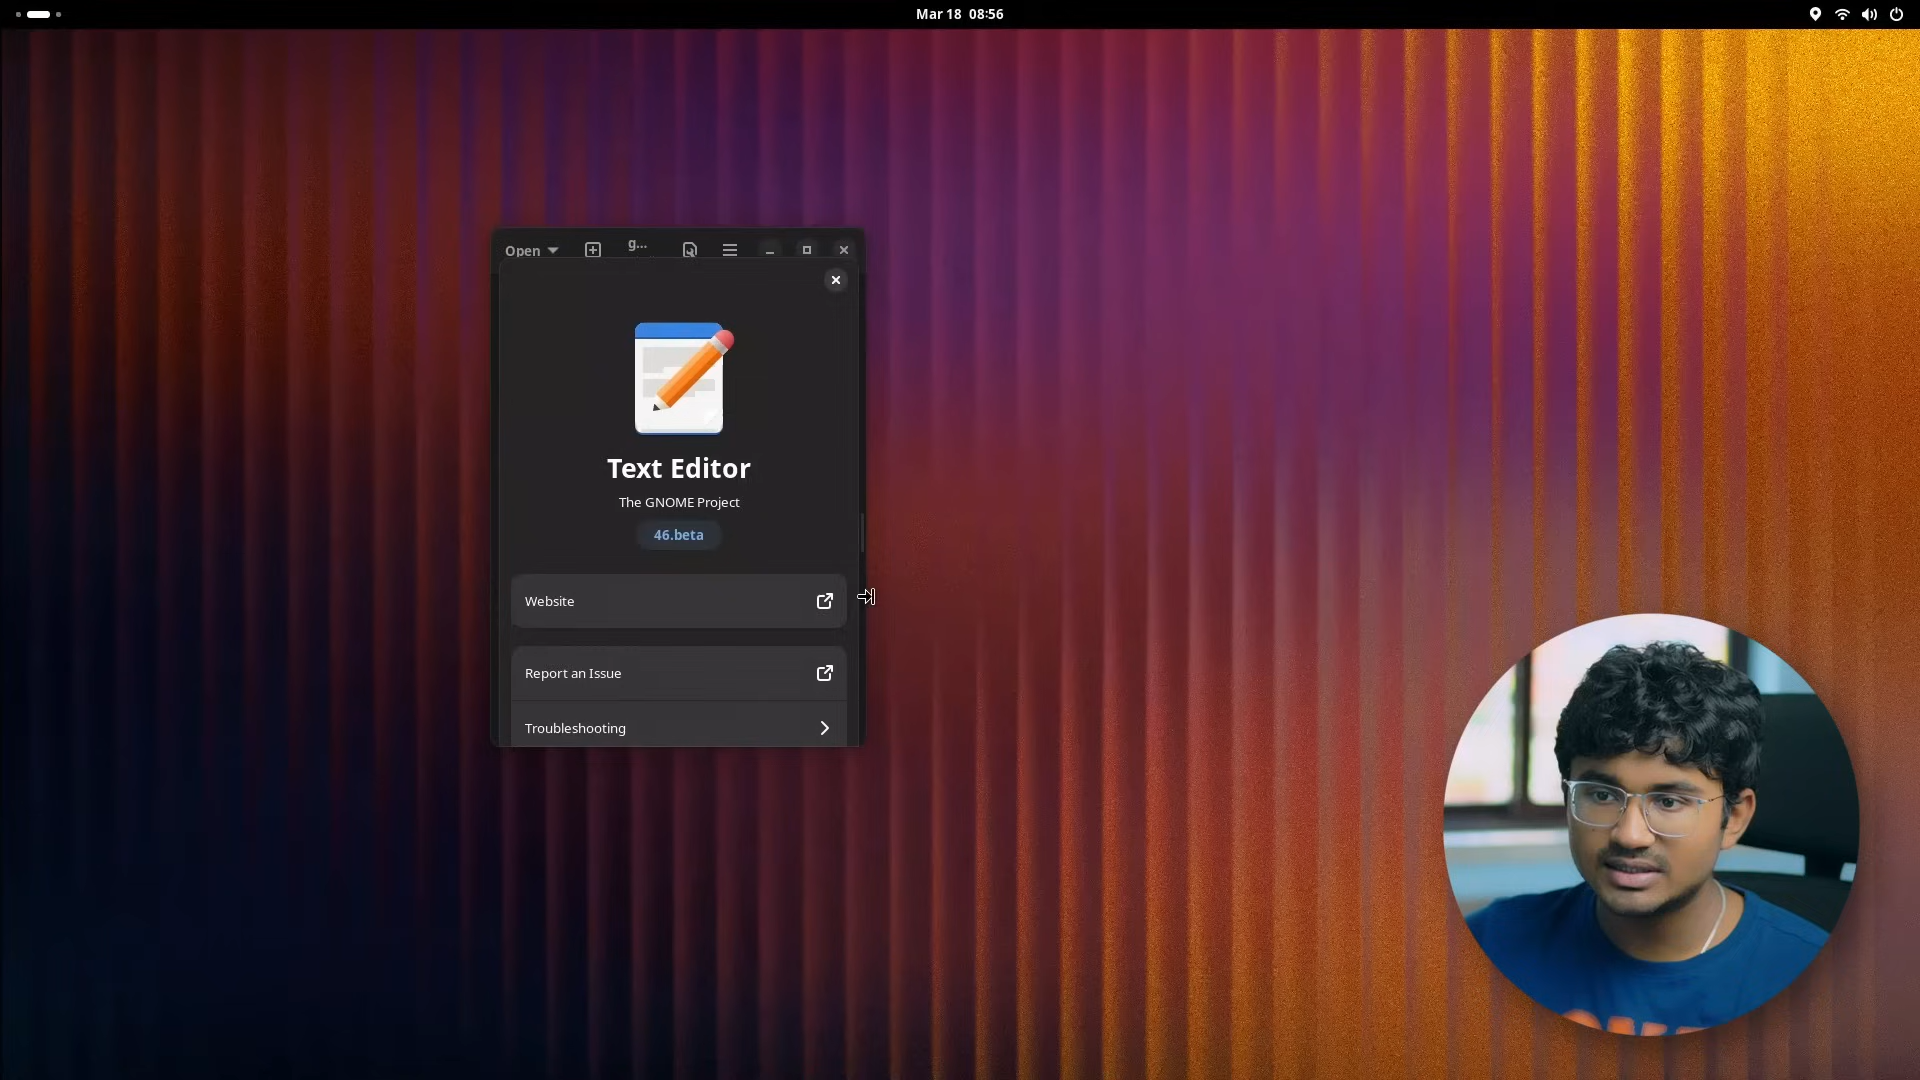 Mar 18 08:56
Open
g...
Text Editor
The GNOME Project
46.beta
Website
Report an Issue
Troubleshooting